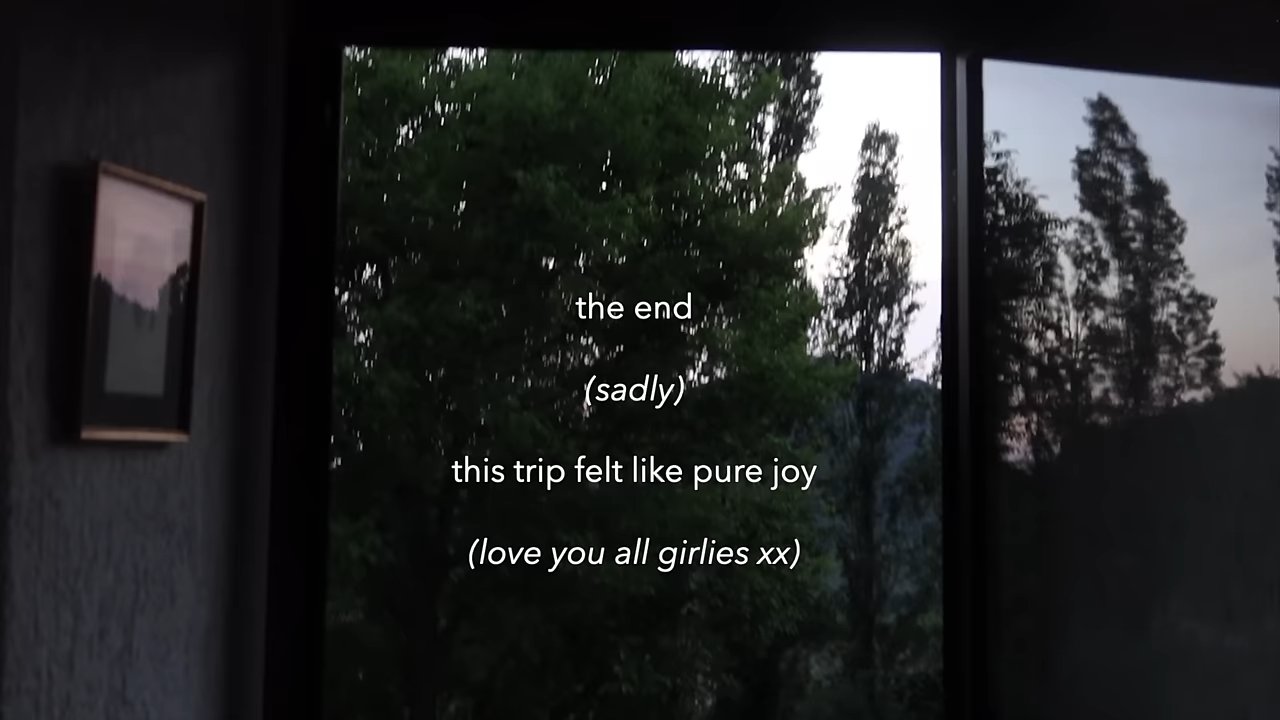 the end
(sadly)
this trip felt like pure joy
(love you all girlies xx)